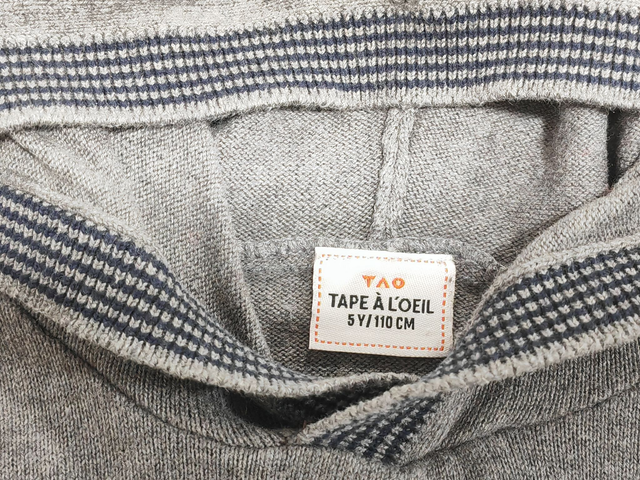 TAO
TAPE À L'OEIL
5 Y/110 CM